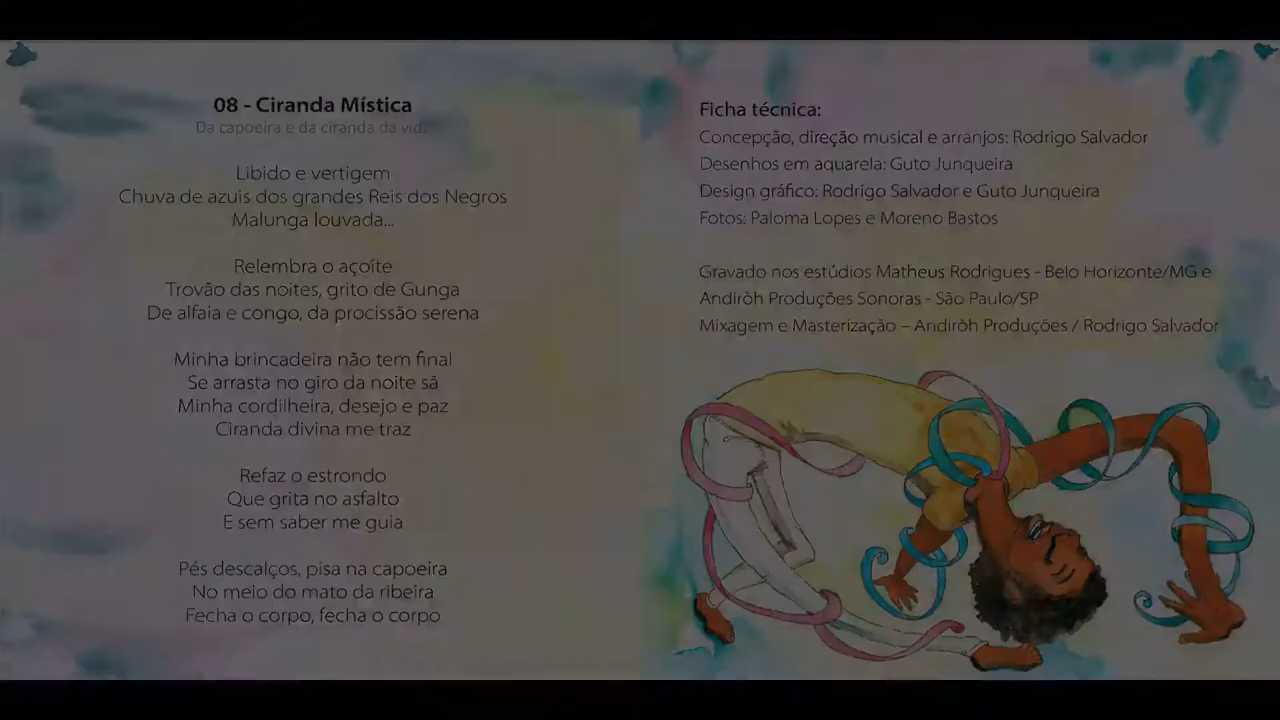 08 - Ciranda Mística
Da capoeira e da ciranda da vida
Libido e vertigem
Chuva de azuis dos grandes Reis dos Negros
Malunga louvada...
Relembra o açoite
Trovão das noites, grito de Gunga
De alfaia e congo, da procissão serena
Minha brincadeira não tem final
Se arrasta no giro da noite sã
Minha cordilheira, desejo e paz
Ciranda divina me traz
Refaz o estrondo
Que grita no asfalto
E sem saber me guia
Pés descalços, pisa na capoeira
No meio do mato da ribeira
Fecha o corpo, fecha o corpo
Ficha técnica:
Concepção, direção musical e arranjos: Rodrigo Salvador
Desenhos em aquarela: Guto Junqueira
Design gráfico: Rodrigo Salvador e Guto Junqueira
Fotos: Paloma Lopes e Moreno Bastos
Gravado nos estúdios Matheus Rodrigues - Belo Horizonte/MG e
Andiròh Produções Sonoras - São Paulo/SP
Mixagem e Masterização – Andiròh Produções / Rodrigo Salvador